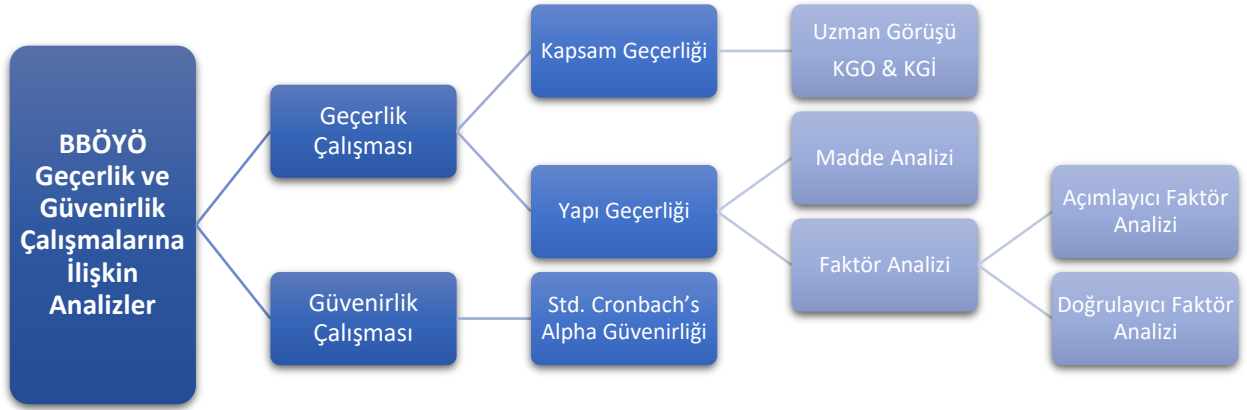 BBÖYÖ
Geçerlik ve
Güvenirlik
Çalışmalarına
İlişkin
Analizler
Geçerlik
Çalışması
Kapsam Geçerliği
Uzman Görüşü
KGO & KGİ
Yapı Geçerliği
Madde Analizi
Faktör Analizi
Açımlayıcı Faktör
Analizi
Doğrulayıcı Faktör
Analizi
Güvenirlik
Çalışması
Std. Cronbach’s
Alpha Güvenirliği